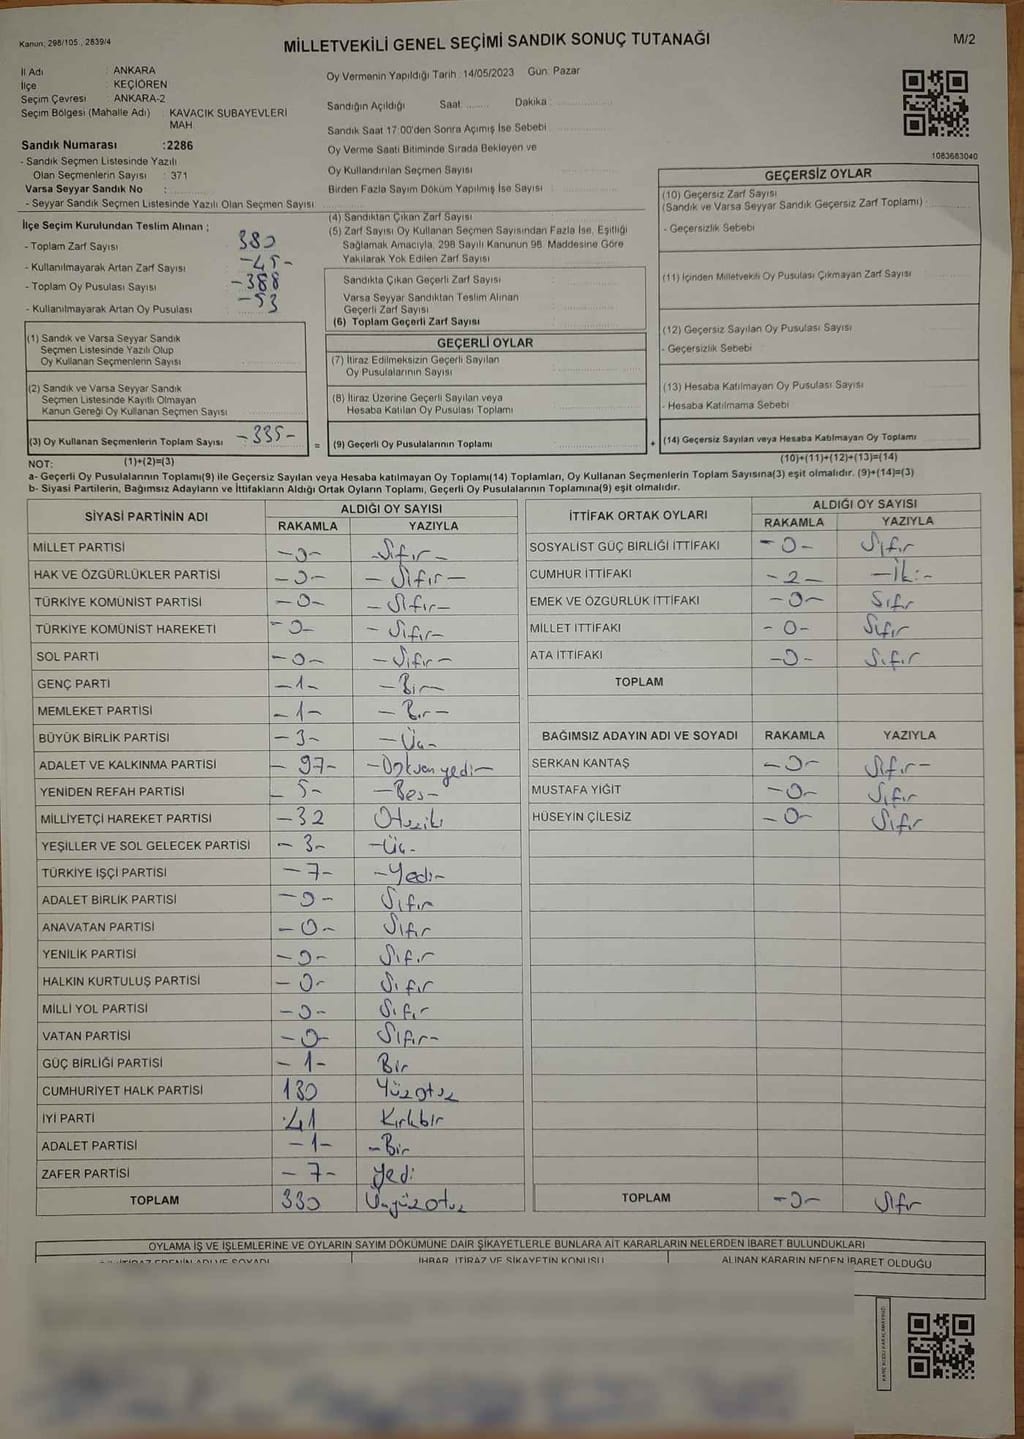 Kanun; 298/105 , 2839/4
MİLLETVEKİLİ GENEL SEÇİMİ SANDIK SONUÇ TUTANAĞI
M/2
İl Adı : ANKARA
İlçe : KEÇİÖREN
Seçim Çevresi : ANKARA-2
Seçim Bölgesi (Mahalle Adı) : KAVACIK SUBAYEVLERİ
MAH
Sandık Numarası :2286
- Sandık Seçmen Listesinde Yazılı
Olan Seçmenlerin Sayısı : 371
Varsa Seyyar Sandık No :
- Seyyar Sandık Seçmen Listesinde Yazılı Olan Seçmen Sayısı
Oy Vermenin Yapıldığı Tarih :14/05/2023 Gün: Pazar
Sandığın Açıldığı Saat ........ Dakika
Sandık Saat 17:00'den Sonra Açımış İse Sebebi
Oy Verme Saati Bitiminde Sırada Bekleyen ve
Oy Kullandırılan Seçmen Sayısı
Birden Fazla Sayım Döküm Yapılmış İse Sayısı
1083683040
İlçe Seçim Kurulundan Teslim Alınan ;
- Toplam Zarf Sayısı 380
- Kullanılmayarak Artan Zarf Sayısı -45-
- Toplam Oy Pusulası Sayısı -388
- Kullanılmayarak Artan Oy Pusulası -53
(1) Sandık ve Varsa Seyyar Sandık
Seçmen Listesinde Yazılı Olup
Oy Kullanan Seçmenlerin Sayısı
(2) Sandık ve Varsa Seyyar Sandık
Seçmen Listesinde Kayıtlı Olmayan
Kanun Gereği Oy Kullanan Seçmen Sayısı
(3) Oy Kullanan Seçmenlerin Toplam Sayısı -335-
(4) Sandıktan Çıkan Zarf Sayısı
(5) Zarf Sayısı Oy Kullanan Seçmen Sayısından Fazla İse, Eşitliği
Sağlamak Amacıyla, 298 Sayılı Kanunun 98. Maddesine Göre
Yakılarak Yok Edilen Zarf Sayısı
Sandıkta Çıkan Geçerli Zarf Sayısı
Varsa Seyyar Sandıktan Teslim Alınan
Geçerli Zarf Sayısı
(6) Toplam Geçerli Zarf Sayısı
GEÇERLİ OYLAR
(7) İtiraz Edilmeksizin Geçerli Sayılan
Oy Pusulalarının Sayısı
(8) İtiraz Üzerine Geçerli Sayılan veya
Hesaba Katılan Oy Pusulası Toplamı
= (9) Geçerli Oy Pusulalarının Toplamı
GEÇERSİZ OYLAR
(10) Geçersiz Zarf Sayısı
(Sandık ve Varsa Seyyar Sandık Geçersiz Zarf Toplamı)
- Geçersizlik Sebebi
(11) İçinden Milletvekili Oy Pusulası Çıkmayan Zarf Sayısı
(12) Geçersiz Sayılan Oy Pusulası Sayısı
- Geçersizlik Sebebi
(13) Hesaba Katılmayan Oy Pusulası Sayısı
- Hesaba Katılmama Sebebi
+ (14) Geçersiz Sayılan veya Hesaba Katılmayan Oy Toplamı
NOT: (1)+(2)=(3)
(10)+(11)+(12)+(13)=(14)
a- Geçerli Oy Pusulalarının Toplamı(9) ile Geçersiz Sayılan veya Hesaba Katılmayan Oy Toplamı(14) Toplamları, Oy Kullanan Seçmenlerin Toplam Sayısına(3) eşit olmalıdır. (9)+(14)=(3)
b- Siyasi Partilerin, Bağımsız Adayların ve İttifakların Aldığı Ortak Oyların Toplamı, Geçerli Oy Pusulalarının Toplamına(9) eşit olmalıdır.
SİYASİ PARTİNİN ADI ALDIĞI OY SAYISI
RAKAMLA YAZIYLA
MİLLET PARTİSİ -0- -Sıfır-
HAK VE ÖZGÜRLÜKLER PARTİSİ -0- -Sıfır-
TÜRKİYE KOMÜNİST PARTİSİ -0- -Sıfır-
TÜRKİYE KOMÜNİST HAREKETİ -0- -Sıfır-
SOL PARTİ -0- -Sıfır-
GENÇ PARTİ -1- -Bir-
MEMLEKET PARTİSİ -1- -Bir-
BÜYÜK BİRLİK PARTİSİ -3- -Üç-
ADALET VE KALKINMA PARTİSİ -97- -Doksan yedi-
YENİDEN REFAH PARTİSİ -5- -Beş-
MİLLİYETÇİ HAREKET PARTİSİ -32 Otuziki
YEŞİLLER VE SOL GELECEK PARTİSİ -3- -Üç-
TÜRKİYE İŞÇİ PARTİSİ -7- -Yedi-
ADALET BİRLİK PARTİSİ -0- Sıfır
ANAVATAN PARTİSİ -0- Sıfır
YENİLİK PARTİSİ -0- Sıfır
HALKIN KURTULUŞ PARTİSİ -0- Sıfır
MİLLİ YOL PARTİSİ -0- Sıfır
VATAN PARTİSİ -0- Sıfır-
GÜÇ BİRLİĞİ PARTİSİ -1- Bir
CUMHURİYET HALK PARTİSİ 130 Yüzotuz
İYİ PARTİ 41 Kırkbir
ADALET PARTİSİ -1- -Bir
ZAFER PARTİSİ -7- Yedi
TOPLAM 330 Üçyüzotuz
İTTİFAK ORTAK OYLARI ALDIĞI OY SAYISI
RAKAMLA YAZIYLA
SOSYALİST GÜÇ BİRLİĞİ İTTİFAKI -0- Sıfır
CUMHUR İTTİFAKI -2- -İki-
EMEK VE ÖZGÜRLÜK İTTİFAKI -0- Sıfır
MİLLET İTTİFAKI -0- Sıfır
ATA İTTİFAKI -0- Sıfır
TOPLAM
BAĞIMSIZ ADAYIN ADI VE SOYADI RAKAMLA YAZIYLA
SERKAN KANTAŞ -0- Sıfır-
MUSTAFA YİĞİT -0- Sıfır
HÜSEYİN ÇİLESİZ -0- Sıfır
TOPLAM -0- Sıfır
OYLAMA İŞ VE İŞLEMLERİNE VE OYLARIN SAYIM DÖKÜMÜNE DAİR ŞİKAYETLERLE BUNLARA AİT KARARLARIN NELERDEN İBARET BULUNDUKLARI
İHBAR, İTİRAZ VE ŞİKAYETİN KONUSU ALINAN KARARIN NEDEN İBARET OLDUĞU